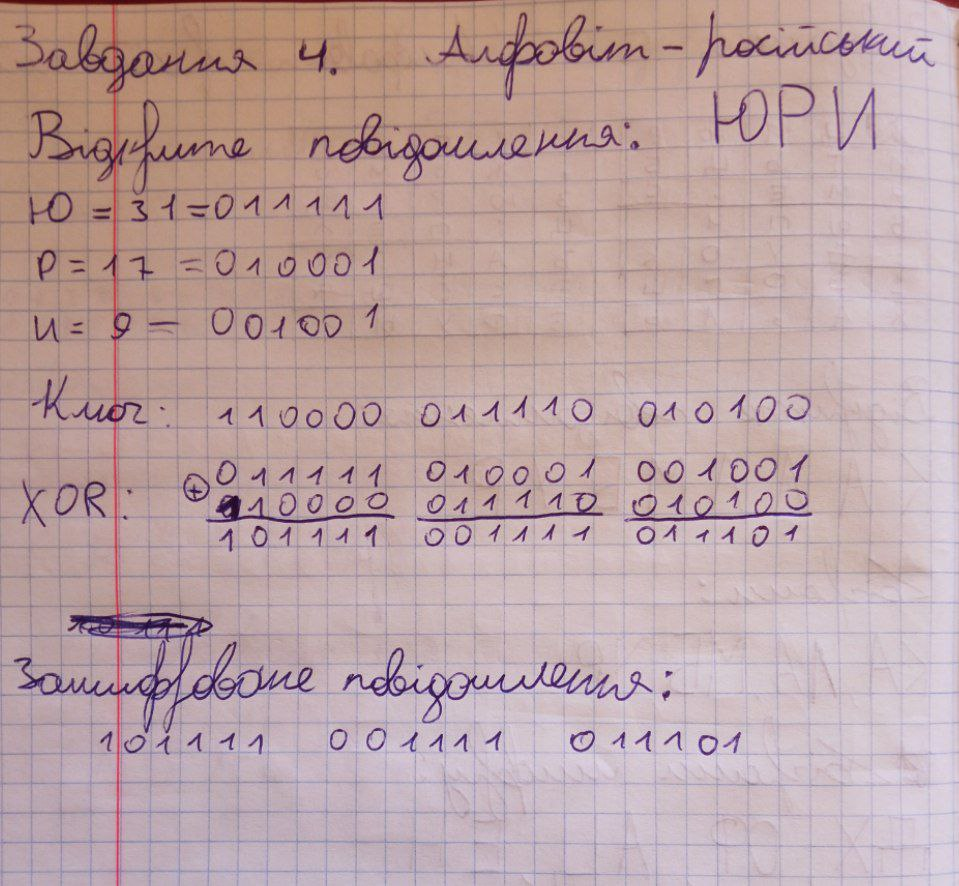 Завдання 4. Алфавіт - російський
Відкрите повідомлення: ЮРИ
Ю = 31 = 011111
Р = 17 = 010001
И = 9 = 001001
Ключ: 110000 011110 010100
XOR: ⊕ 011111 010001 001001
110000 011110 010100
101111 001111 011101
Зашифроване повідомлення:
101111 001111 011101